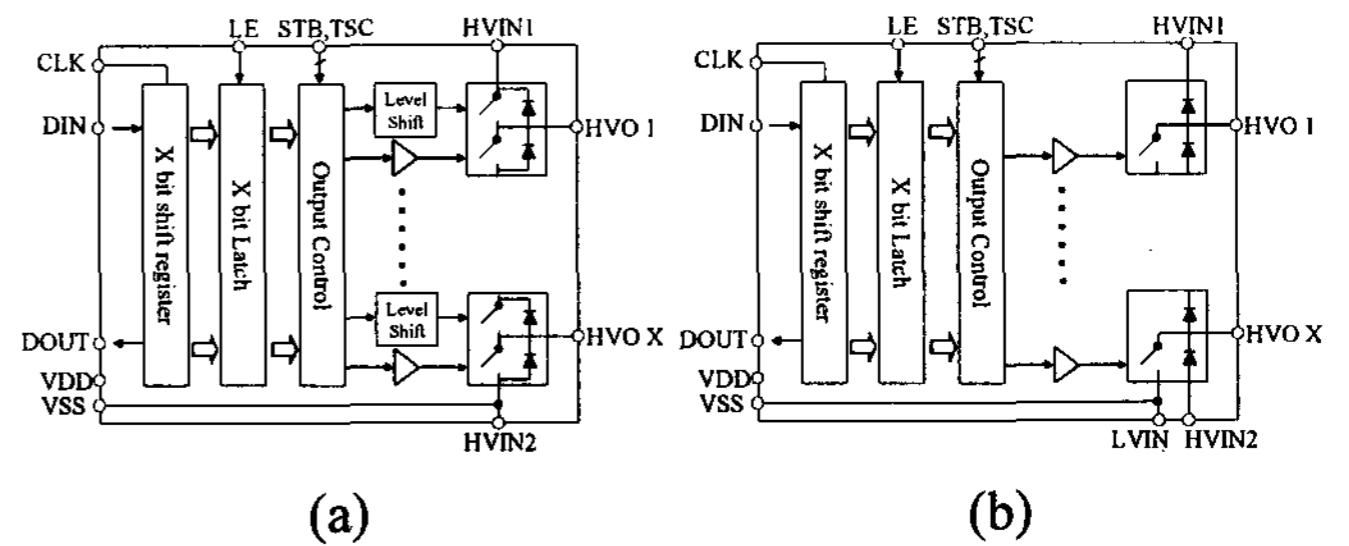 LE STB,TSC HVIN1
CLK
DIN
X bit shift register
X bit Latch
Output Control
Level Shift
HVO 1
Level Shift
DOUT
HVO X
VDD
VSS
HVIN2
(a)
LE STB,TSC HVIN1
CLK
DIN
X bit shift register
X bit Latch
Output Control
HVO 1
DOUT
HVO X
VDD
VSS
LVIN HVIN2
(b)